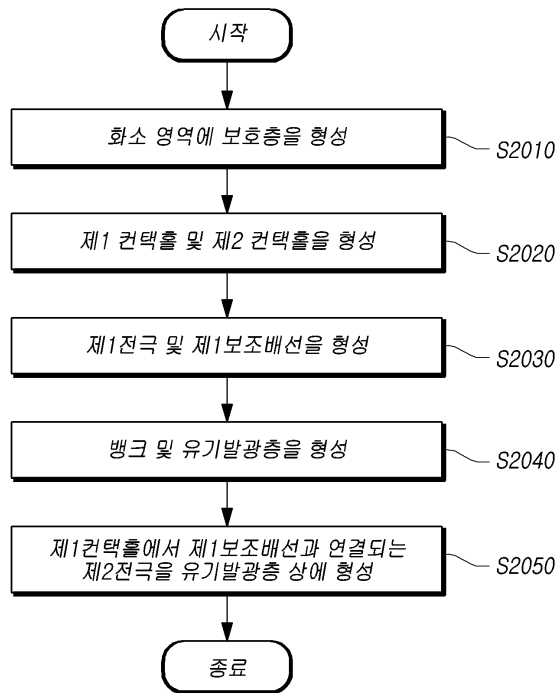 시작
화소 영역에 보호층을 형성
S2010
제1 컨택홀 및 제2 컨택홀을 형성
S2020
제1전극 및 제1보조배선을 형성
S2030
뱅크 및 유기발광층을 형성
S2040
제1컨택홀에서 제1보조배선과 연결되는
제2전극을 유기발광층 상에 형성
S2050
종료